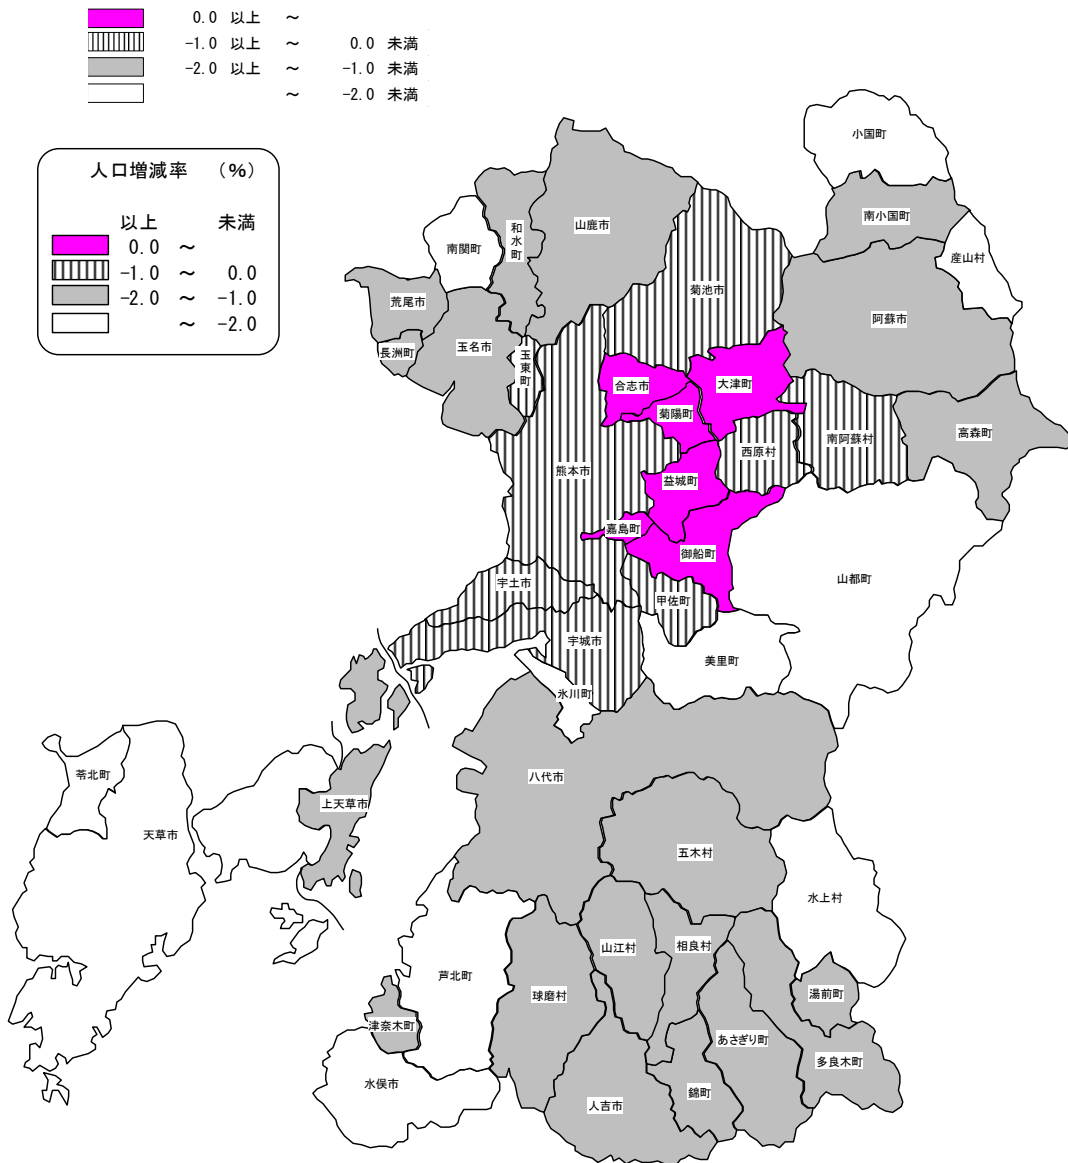 0.0 以上 ～
-1.0 以上 ～ 0.0 未満
-2.0 以上 ～ -1.0 未満
～ -2.0 未満
人口増減率 （％）
以上 未満
0.0 ～
-1.0 ～ 0.0
-2.0 ～ -1.0
～ -2.0
小国町
南小国町
産山村
和水町
山鹿市
南関町
菊池市
荒尾市
阿蘇市
長洲町
玉名市
玉東町
合志市
大津町
菊陽町
高森町
南阿蘇村
西原村
熊本市
益城町
嘉島町
御船町
山都町
宇土市
甲佐町
宇城市
美里町
氷川町
苓北町
八代市
上天草市
天草市
五木村
水上村
山江村
相良村
芦北町
球磨村
湯前町
津奈木町
あさぎり町
多良木町
水俣市
錦町
人吉市